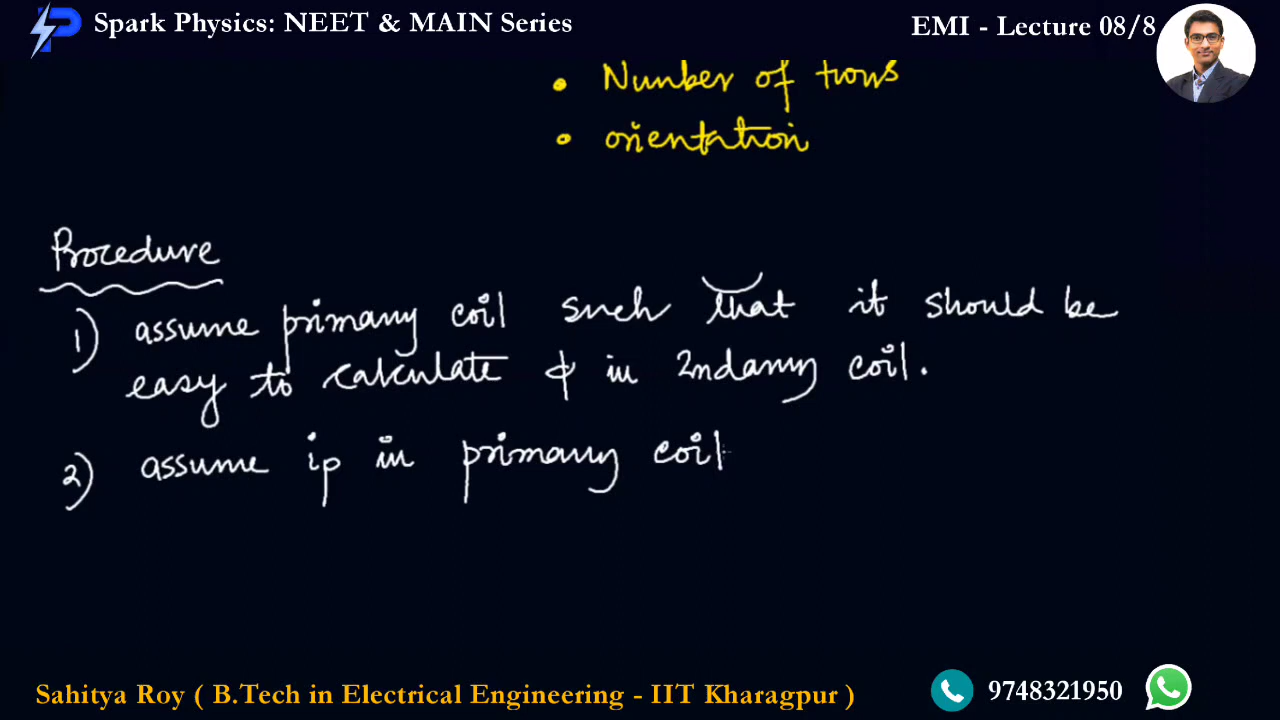 Spark Physics: NEET & MAIN Series
EMI - Lecture 08/8
• Number of trons
• orientation
Procedure
1) assume primary coil such that it should be
easy to calculate ϕ in 2ndary coil.
2) assume ip in primary coil
Sahitya Roy ( B.Tech in Electrical Engineering - IIT Kharagpur )
9748321950